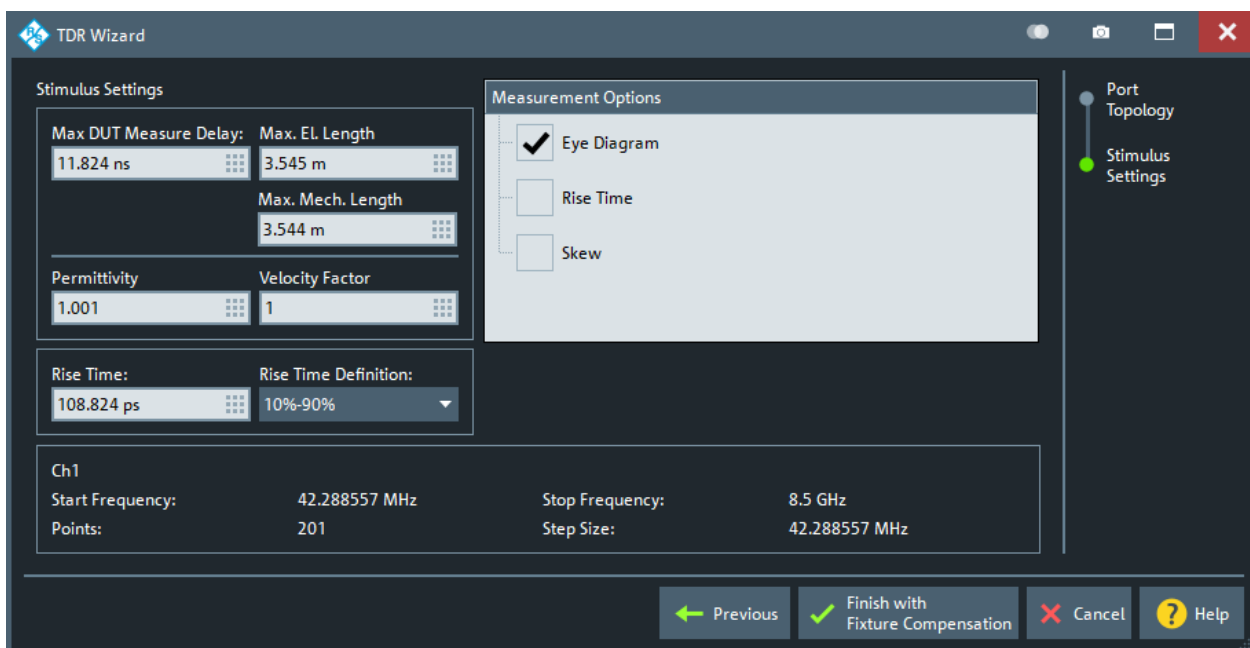 TDR Wizard
Stimulus Settings
Max DUT Measure Delay:
11.824 ns
Max. El. Length
3.545 m
Max. Mech. Length
3.544 m
Permittivity
1.001
Velocity Factor
1
Rise Time:
108.824 ps
Rise Time Definition:
10%-90%
Measurement Options
Eye Diagram
Rise Time
Skew
Port
Topology
Stimulus
Settings
Ch1
Start Frequency: 42.288557 MHz Stop Frequency: 8.5 GHz
Points: 201 Step Size: 42.288557 MHz
Previous
Finish with
Fixture Compensation
Cancel
? Help